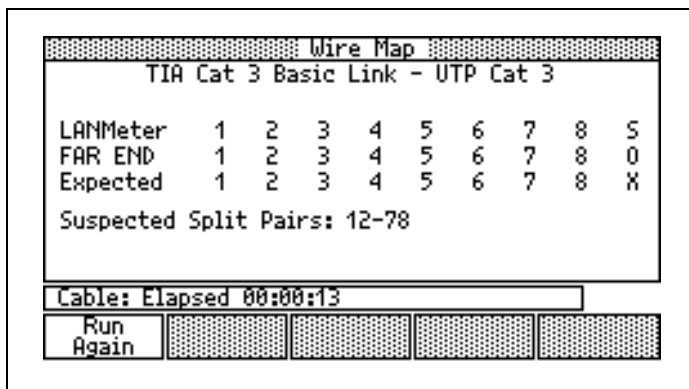 Wire Map
TIA Cat 3 Basic Link - UTP Cat 3
LANMeter 1 2 3 4 5 6 7 8 S
FAR END 1 2 3 4 5 6 7 8 O
Expected 1 2 3 4 5 6 7 8 X
Suspected Split Pairs: 12-78
Cable: Elapsed 00:00:13
Run
Again